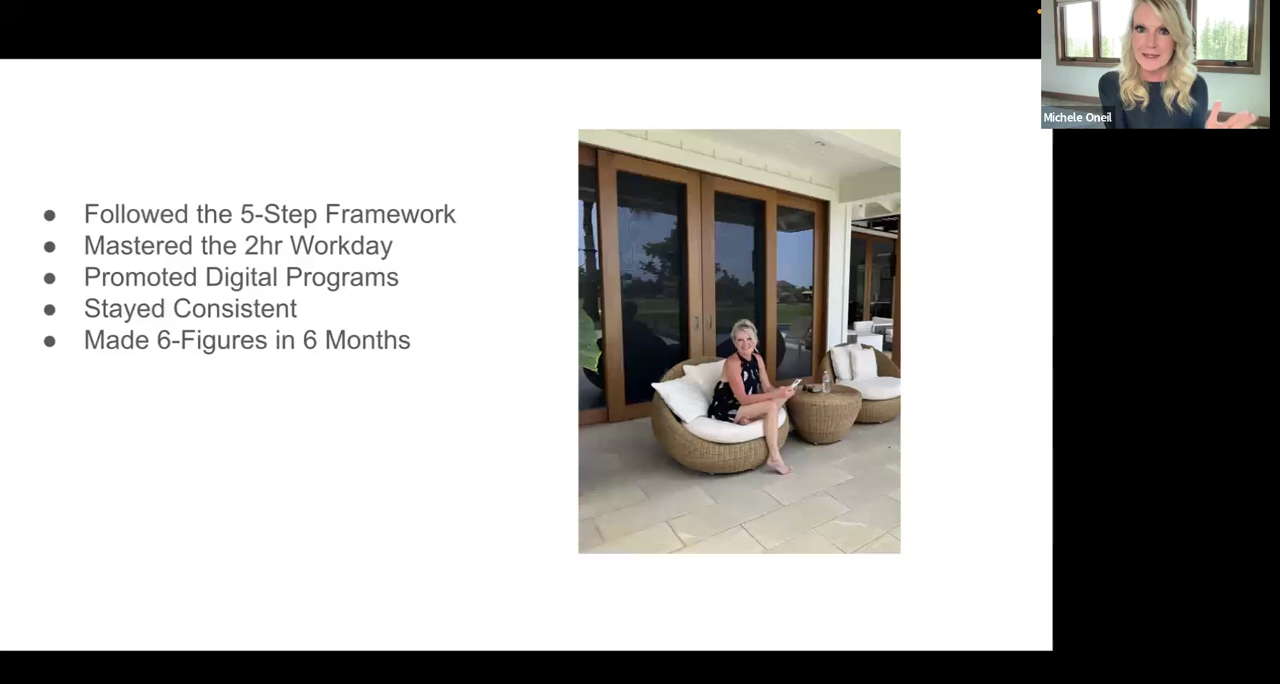 Michele Oneil
● Followed the 5-Step Framework
● Mastered the 2hr Workday
● Promoted Digital Programs
● Stayed Consistent
● Made 6-Figures in 6 Months